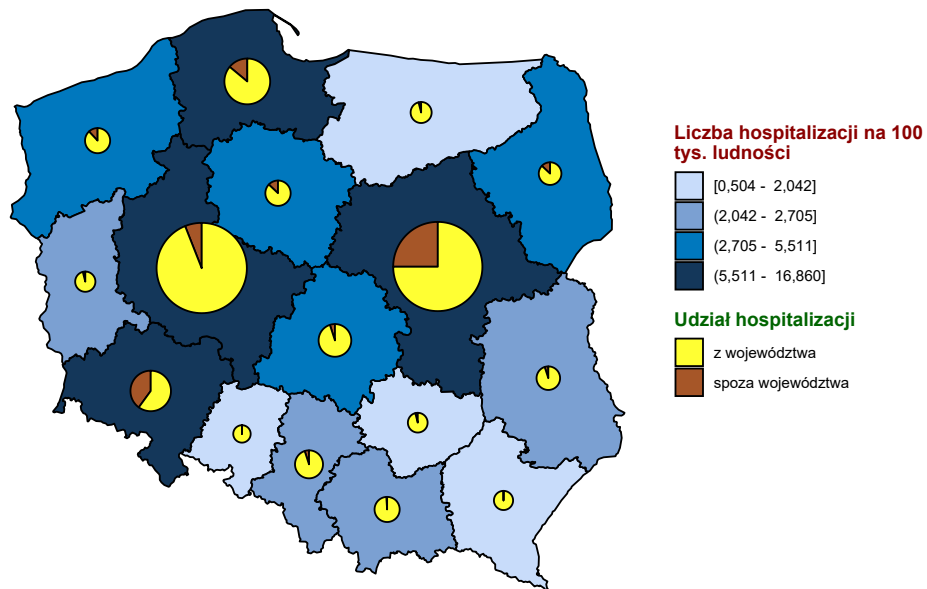 Liczba hospitalizacji na 100
tys. ludności
[0,504 - 2,042]
(2,042 - 2,705]
(2,705 - 5,511]
(5,511 - 16,860]
Udział hospitalizacji
z województwa
spoza województwa